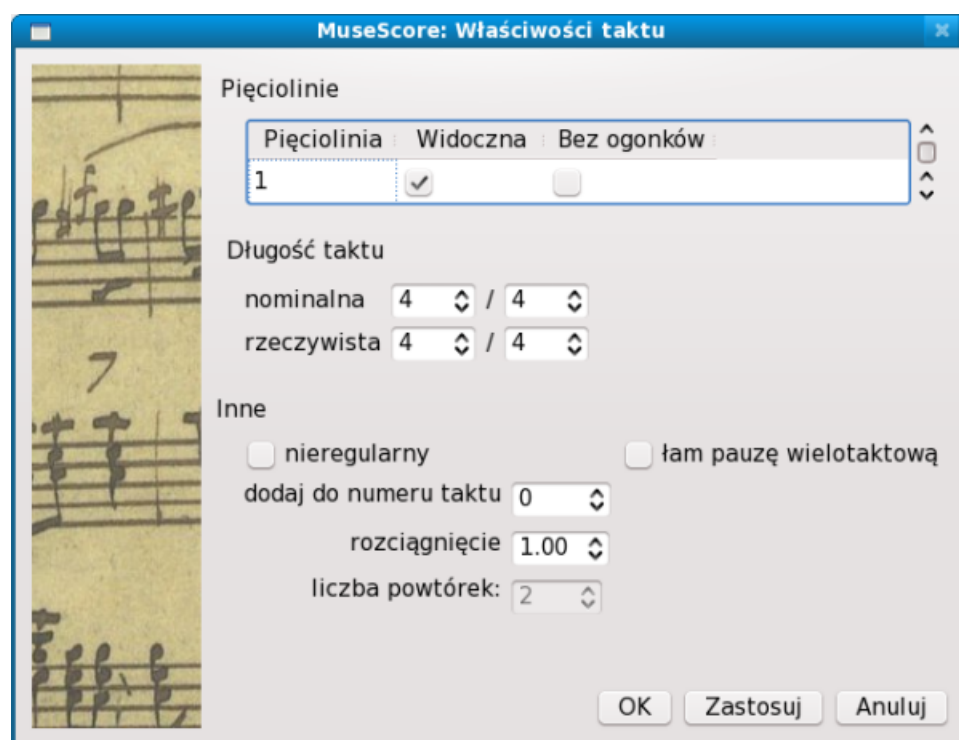 MuseScore: Właściwości taktu
Pięciolinie
Pięciolinia Widoczna Bez ogonków
1
Długość taktu
nominalna 4 / 4
rzeczywista 4 / 4
7
Inne
nieregularny łam pauzę wielotaktową
dodaj do numeru taktu 0
rozciągnięcie 1.00
liczba powtórek: 2
OK Zastosuj Anuluj